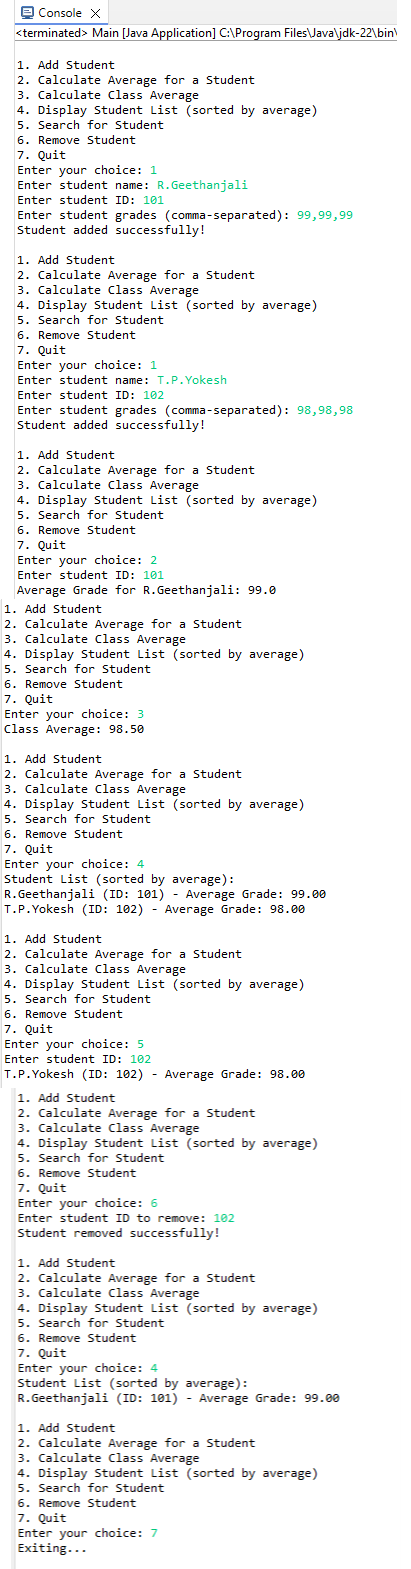 Console
<terminated> Main [Java Application] C:\Program Files\Java\jdk-22\bin\
1. Add Student
2. Calculate Average for a Student
3. Calculate Class Average
4. Display Student List (sorted by average)
5. Search for Student
6. Remove Student
7. Quit
Enter your choice: 1
Enter student name: R.Geethanjali
Enter student ID: 101
Enter student grades (comma-separated): 99,99,99
Student added successfully!
1. Add Student
2. Calculate Average for a Student
3. Calculate Class Average
4. Display Student List (sorted by average)
5. Search for Student
6. Remove Student
7. Quit
Enter your choice: 1
Enter student name: T.P.Yokesh
Enter student ID: 102
Enter student grades (comma-separated): 98,98,98
Student added successfully!
1. Add Student
2. Calculate Average for a Student
3. Calculate Class Average
4. Display Student List (sorted by average)
5. Search for Student
6. Remove Student
7. Quit
Enter your choice: 2
Enter student ID: 101
Average Grade for R.Geethanjali: 99.0
1. Add Student
2. Calculate Average for a Student
3. Calculate Class Average
4. Display Student List (sorted by average)
5. Search for Student
6. Remove Student
7. Quit
Enter your choice: 3
Class Average: 98.50
1. Add Student
2. Calculate Average for a Student
3. Calculate Class Average
4. Display Student List (sorted by average)
5. Search for Student
6. Remove Student
7. Quit
Enter your choice: 4
Student List (sorted by average):
R.Geethanjali (ID: 101) - Average Grade: 99.00
T.P.Yokesh (ID: 102) - Average Grade: 98.00
1. Add Student
2. Calculate Average for a Student
3. Calculate Class Average
4. Display Student List (sorted by average)
5. Search for Student
6. Remove Student
7. Quit
Enter your choice: 5
Enter student ID: 102
T.P.Yokesh (ID: 102) - Average Grade: 98.00
1. Add Student
2. Calculate Average for a Student
3. Calculate Class Average
4. Display Student List (sorted by average)
5. Search for Student
6. Remove Student
7. Quit
Enter your choice: 6
Enter student ID to remove: 102
Student removed successfully!
1. Add Student
2. Calculate Average for a Student
3. Calculate Class Average
4. Display Student List (sorted by average)
5. Search for Student
6. Remove Student
7. Quit
Enter your choice: 4
Student List (sorted by average):
R.Geethanjali (ID: 101) - Average Grade: 99.00
1. Add Student
2. Calculate Average for a Student
3. Calculate Class Average
4. Display Student List (sorted by average)
5. Search for Student
6. Remove Student
7. Quit
Enter your choice: 7
Exiting...